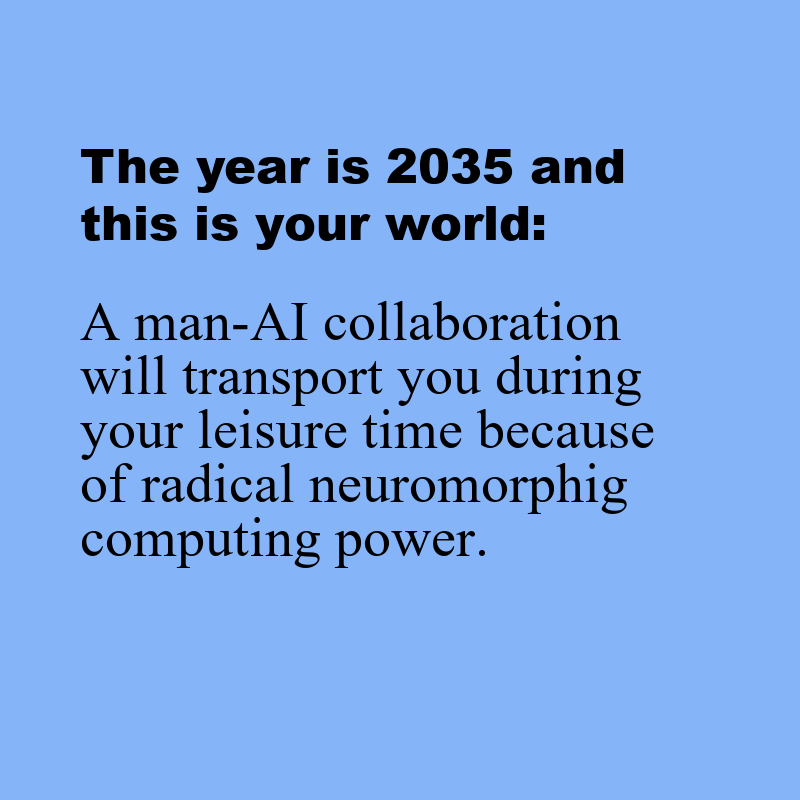 The year is 2035 and
this is your world:
A man-AI collaboration
will transport you during
your leisure time because
of radical neuromorphig
computing power.